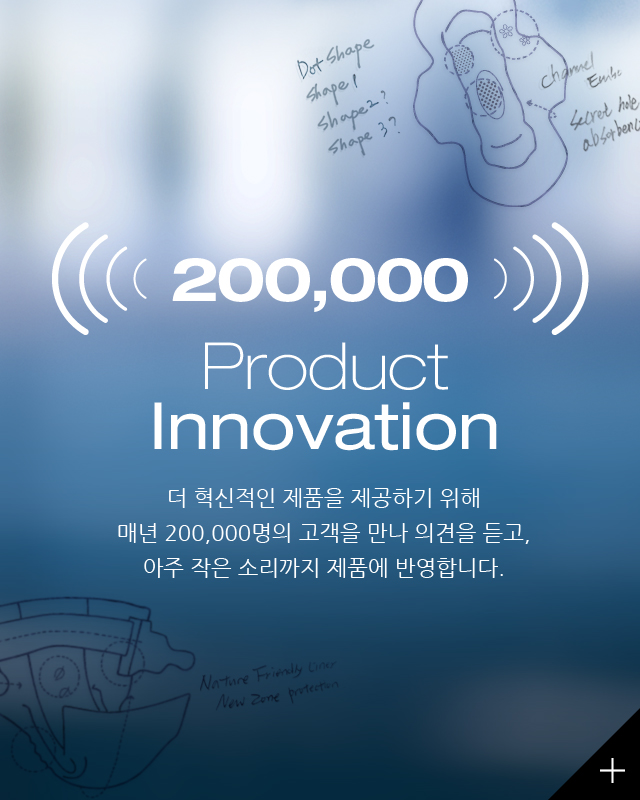 Dot Shape
Shape 1
Shape 2?
Shape 3?
channel
Embo
Secret hole
absorbenc
200,000
Product
Innovation
더 혁신적인 제품을 제공하기 위해
매년 200,000명의 고객을 만나 의견을 듣고,
아주 작은 소리까지 제품에 반영합니다.
Nature Friendly Liner
New Zone protection